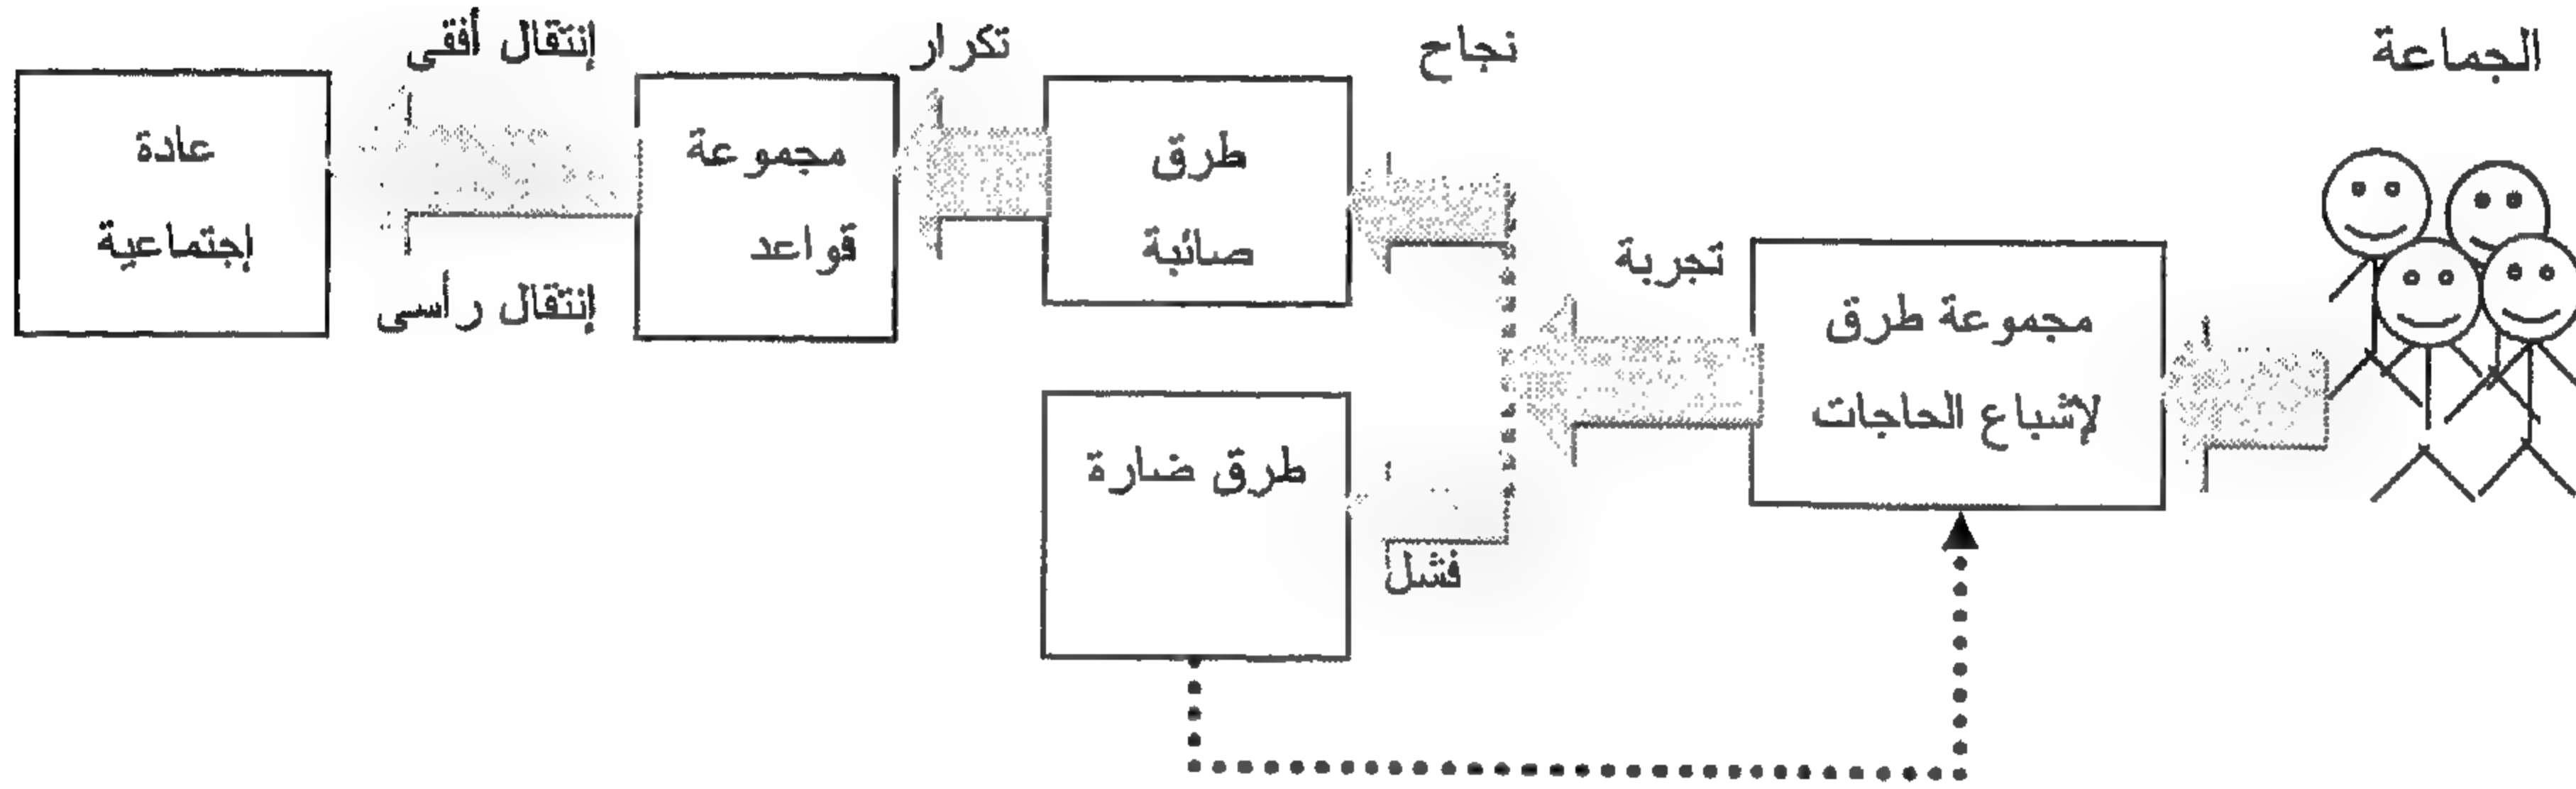 الجماعة
مجموعة طرق
لإشباع الحاجات
تجربة
نجاح
طرق
صائبة
فشل
طرق ضارة
تكرار
مجموعة
قواعد
إنتقال أفقى
إنتقال رأسى
عادة
إجتماعية